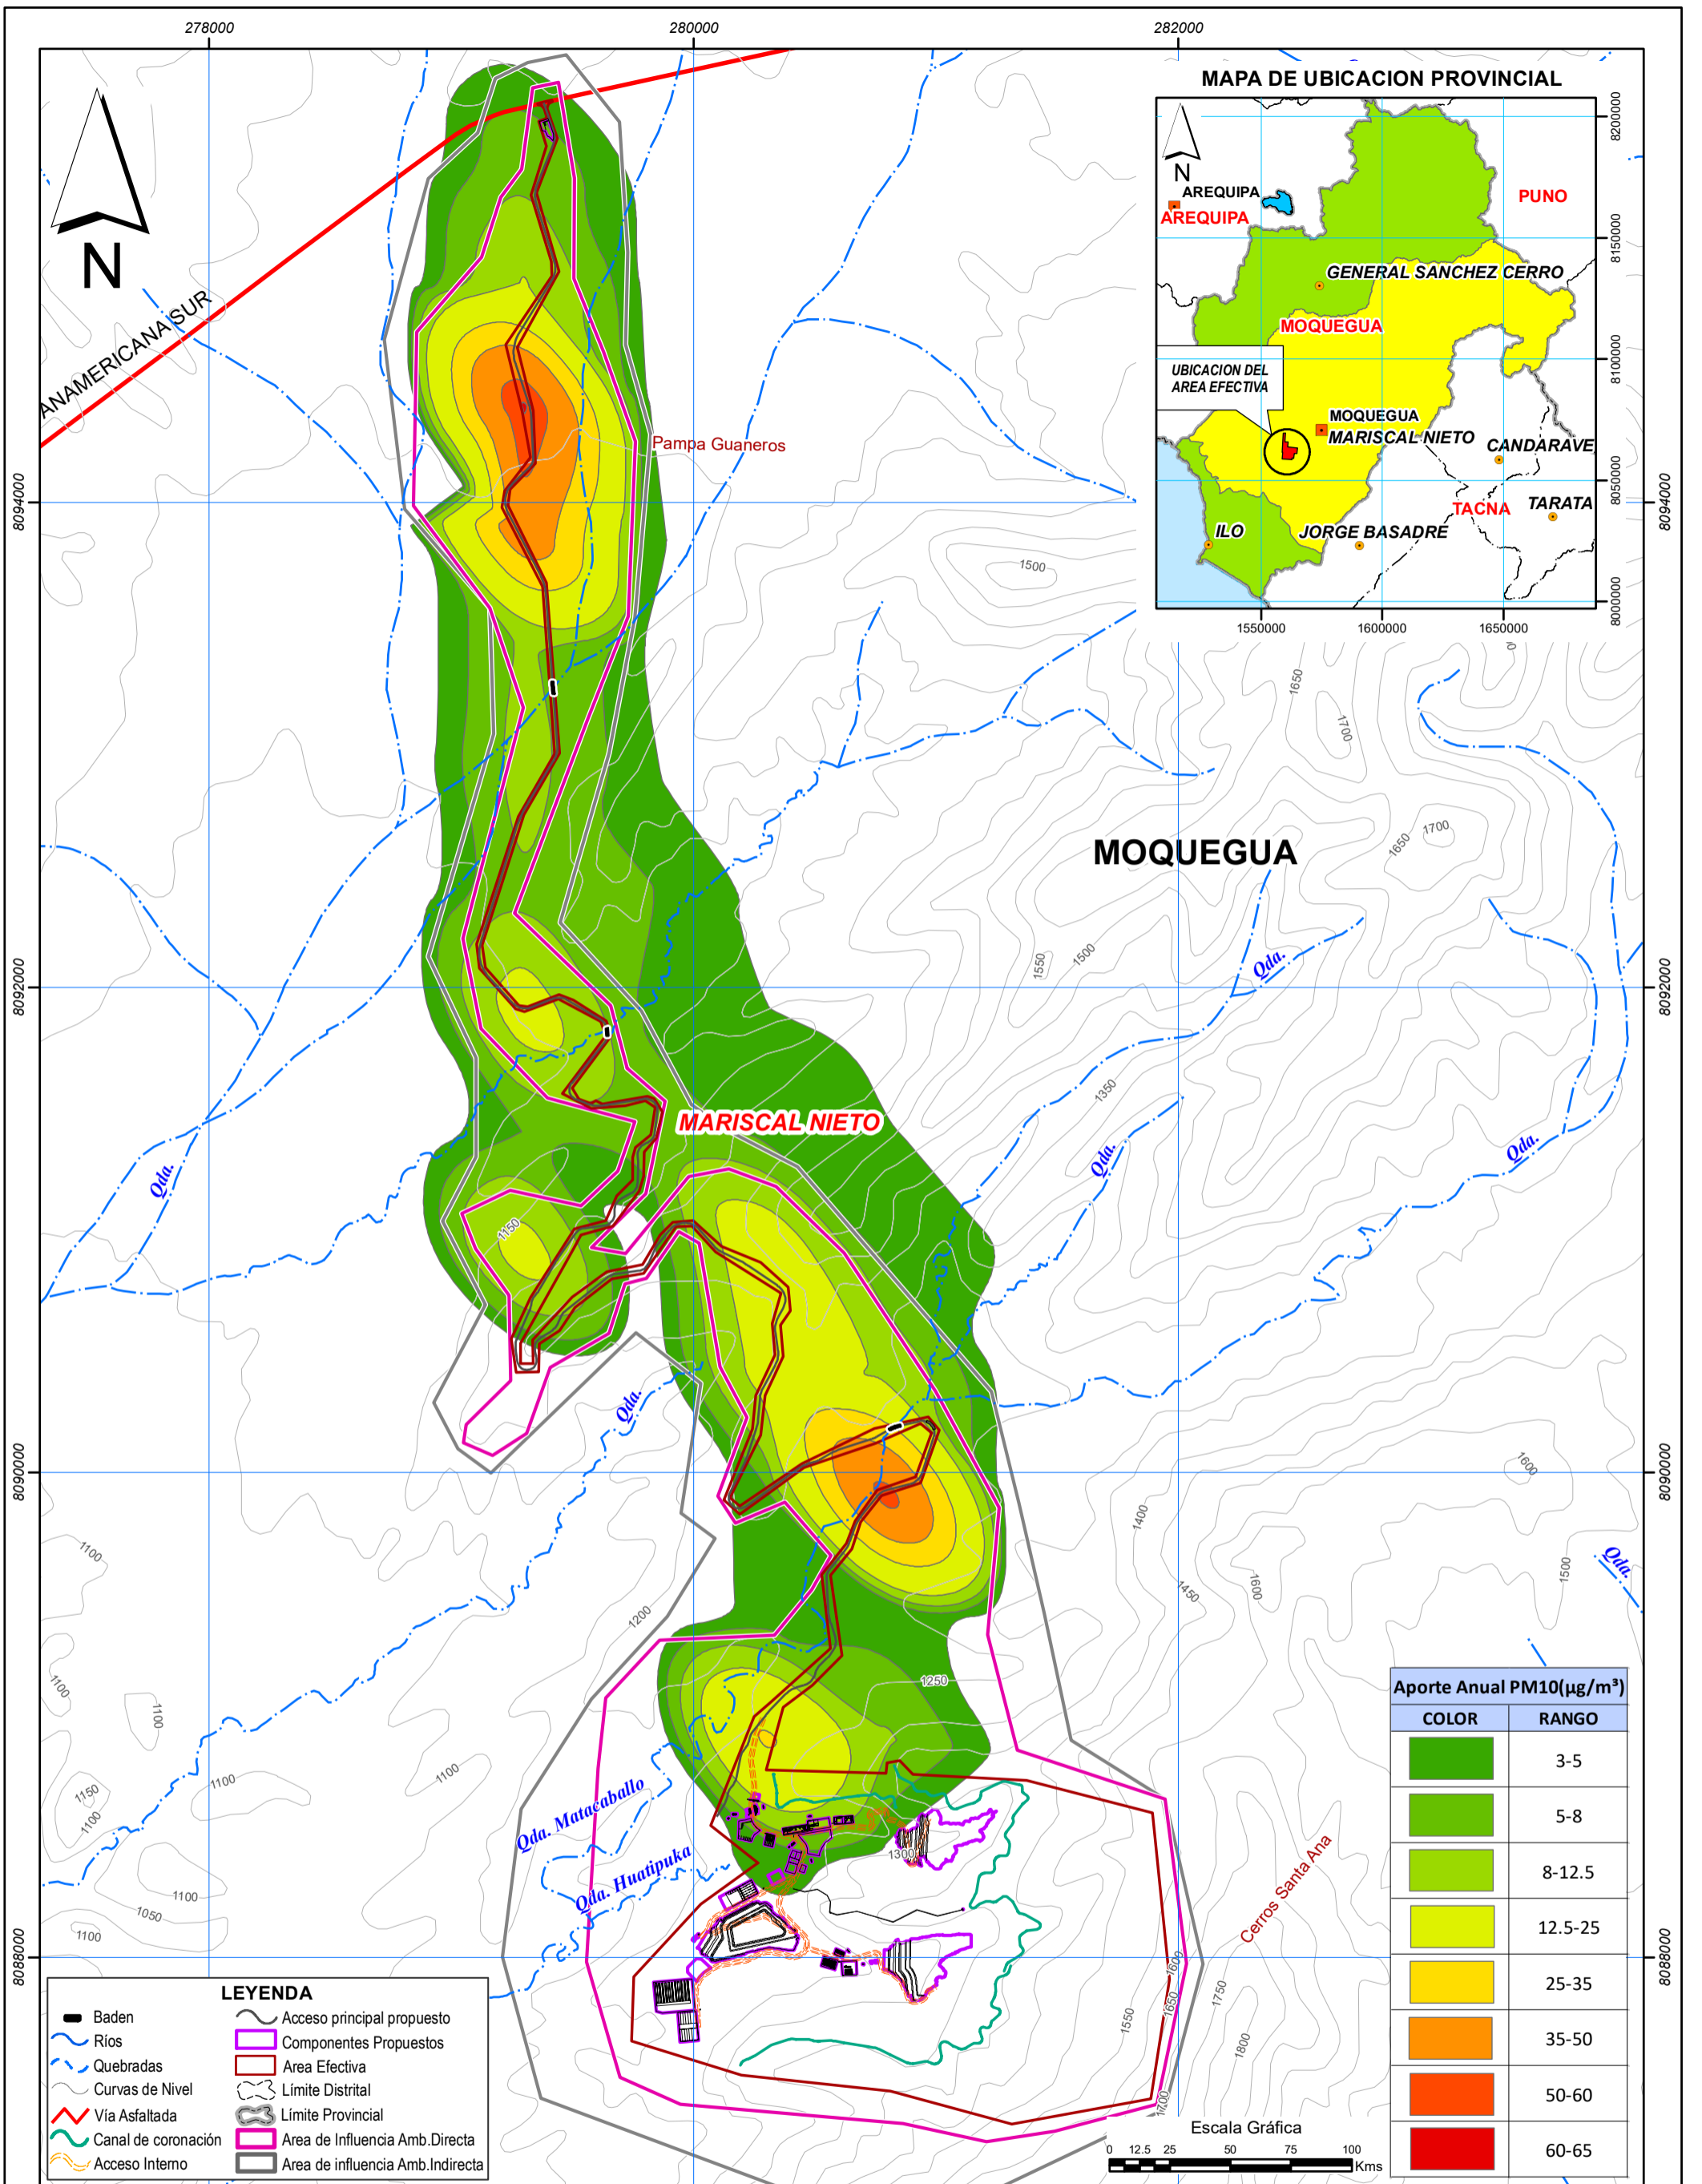 278000
280000
282000
MAPA DE UBICACION PROVINCIAL
N
AREQUIPA
AREQUIPA
PUNO
GENERAL SANCHEZ CERRO
MOQUEGUA
UBICACION DEL
AREA EFECTIVA
MOQUEGUA
MARISCAL NIETO
CANDARAVE
TACNA
TARATA
ILO
JORGE BASADRE
8200000
8150000
8100000
8050000
8000000
1550000
1600000
1650000
N
ANAMERICANA SUR
Pampa Guaneros
8094000
8094000
1500
1650
1700
1650
1700
MOQUEGUA
1550
1500
Qda.
8092000
8092000
1350
MARISCAL NIETO
Qda.
Qda.
Qda.
1150
Qda.
8090000
8090000
1600
1400
1100
1500
Qda.
1450
1600
1200
1250
1100
1100
1100
1100
1150
1100
Qda. Matacaballo
Qda. Huatipuka
1300
Cerros Santa Ana
1100
1050
1100
8088000
8088000
1600
1650
1550
1750
1800
1700
Aporte Anual PM10(µg/m³)
COLOR RANGO
3-5
5-8
8-12.5
12.5-25
25-35
35-50
50-60
60-65
LEYENDA
Baden
Ríos
Quebradas
Curvas de Nivel
Vía Asfaltada
Canal de coronación
Acceso Interno
Acceso principal propuesto
Componentes Propuestos
Area Efectiva
Límite Distrital
Límite Provincial
Area de Influencia Amb.Directa
Area de influencia Amb.Indirecta
Escala Gráfica
0 12.5 25 50 75 100
Kms